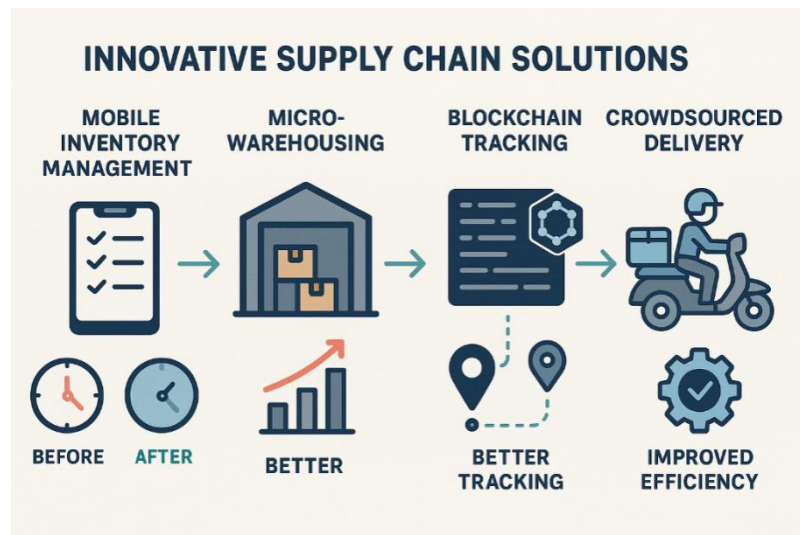 INNOVATIVE SUPPLY CHAIN SOLUTIONS
MOBILE
INVENTORY
MANAGEMENT
MICRO-
WAREHOUSING
BLOCKCHAIN
TRACKING
CROWDSOURCED
DELIVERY
BEFORE
AFTER
BETTER
BETTER
TRACKING
IMPROVED
EFFICIENCY